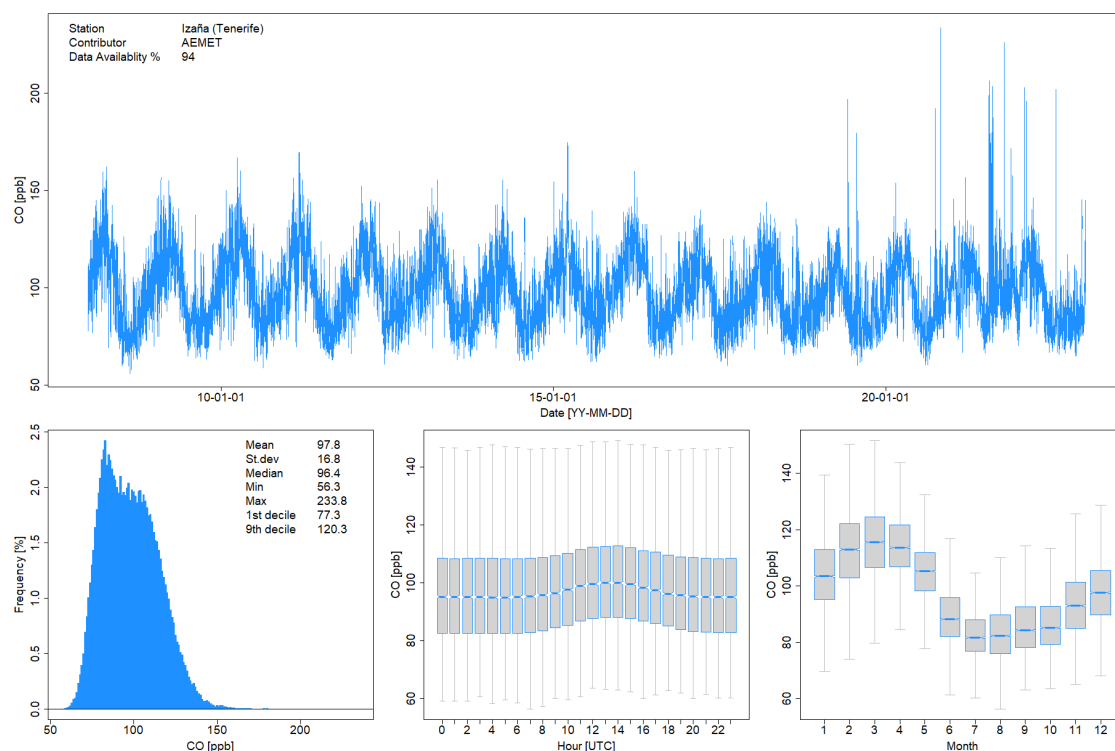 Station Izaña (Tenerife)
Contributor AEMET
Data Availablity % 94
CO [ppb]
50 100 150 200
10-01-01 15-01-01 20-01-01
Date [YY-MM-DD]
Mean 97.8
St.dev 16.8
Median 96.4
Min 56.3
Max 233.8
1st decile 77.3
9th decile 120.3
Frequency [%]
0.0 0.5 1.0 1.5 2.0 2.5
50 100 150 200
CO [ppb]
CO [ppb]
60 80 100 120 140
0 2 4 6 8 10 12 14 16 18 20 22
Hour [UTC]
CO [ppb]
60 80 100 120 140
1 2 3 4 5 6 7 8 9 10 11 12
Month